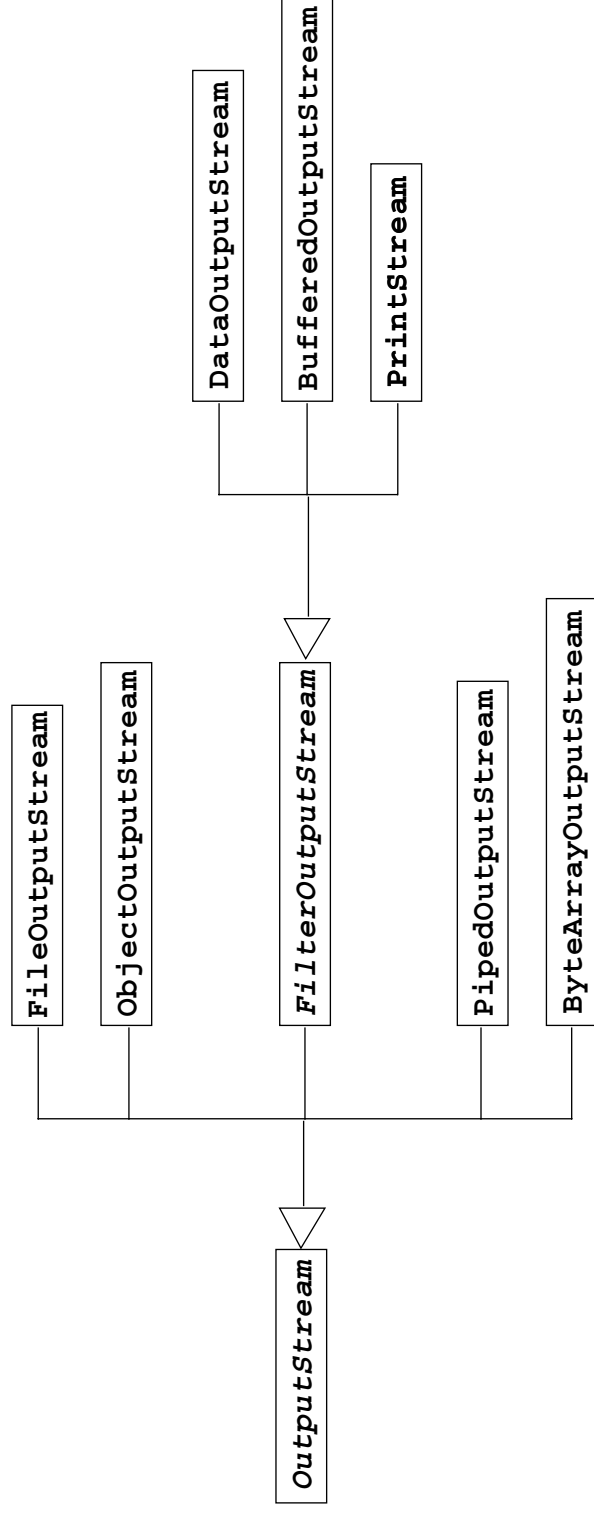 OutputStream
FileOutputStream
ObjectOutputStream
FilterOutputStream
PipedOutputStream
ByteArrayOutputStream
DataOutputStream
BufferedOutputStream
PrintStream